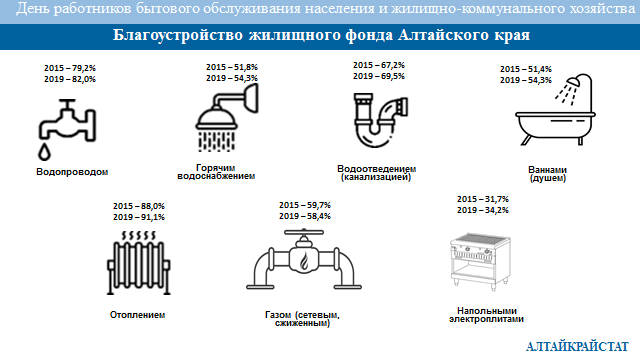 День работников бытового обслуживания населения и жилищно-коммунального хозяйства
Благоустройство жилищного фонда Алтайского края
2015 – 79,2%
2019 – 82,0%
Водопроводом
2015 – 51,8%
2019 – 54,3%
Горячим
водоснабжением
2015 – 67,2%
2019 – 69,5%
Водоотведением
(канализацией)
2015 – 51,4%
2019 – 54,3%
Ваннами
(душем)
2015 – 88,0%
2019 – 91,1%
Отоплением
2015 – 59,7%
2019 – 58,4%
Газом (сетевым,
сжиженным)
2015 – 31,7%
2019 – 34,2%
Напольными
электроплитами
АЛТАЙКРАЙСТАТ